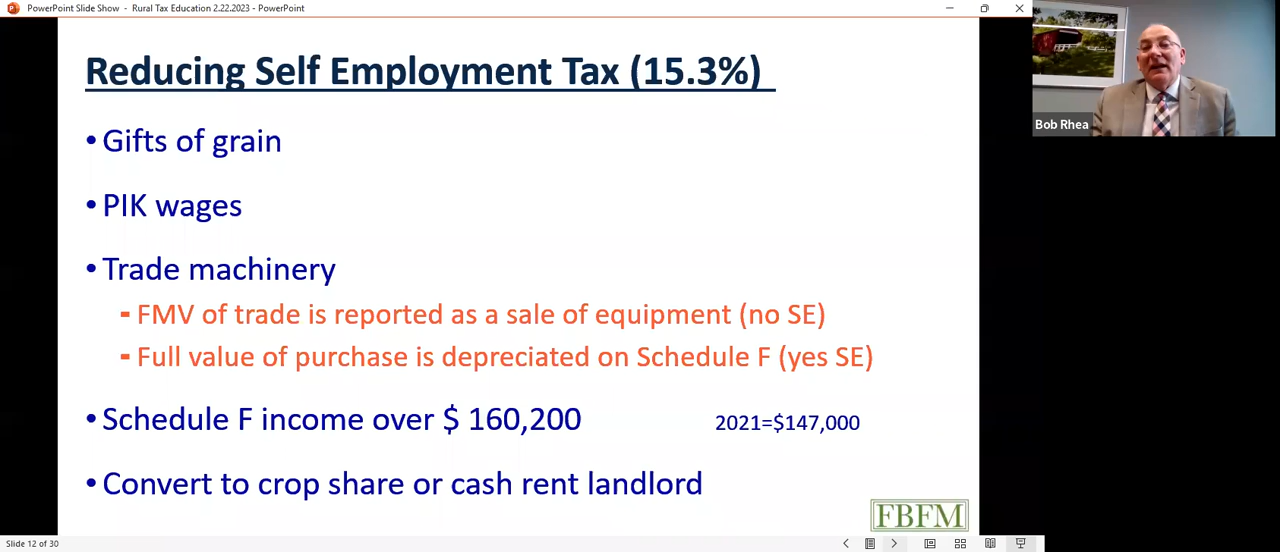 PowerPoint Slide Show - Rural Tax Education 2.22.2023 - PowerPoint
Reducing Self Employment Tax (15.3%)
• Gifts of grain
• PIK wages
• Trade machinery
- FMV of trade is reported as a sale of equipment (no SE)
- Full value of purchase is depreciated on Schedule F (yes SE)
• Schedule F income over $ 160,200 2021=$147,000
• Convert to crop share or cash rent landlord
FBFM
Slide 12 of 30
Bob Rhea